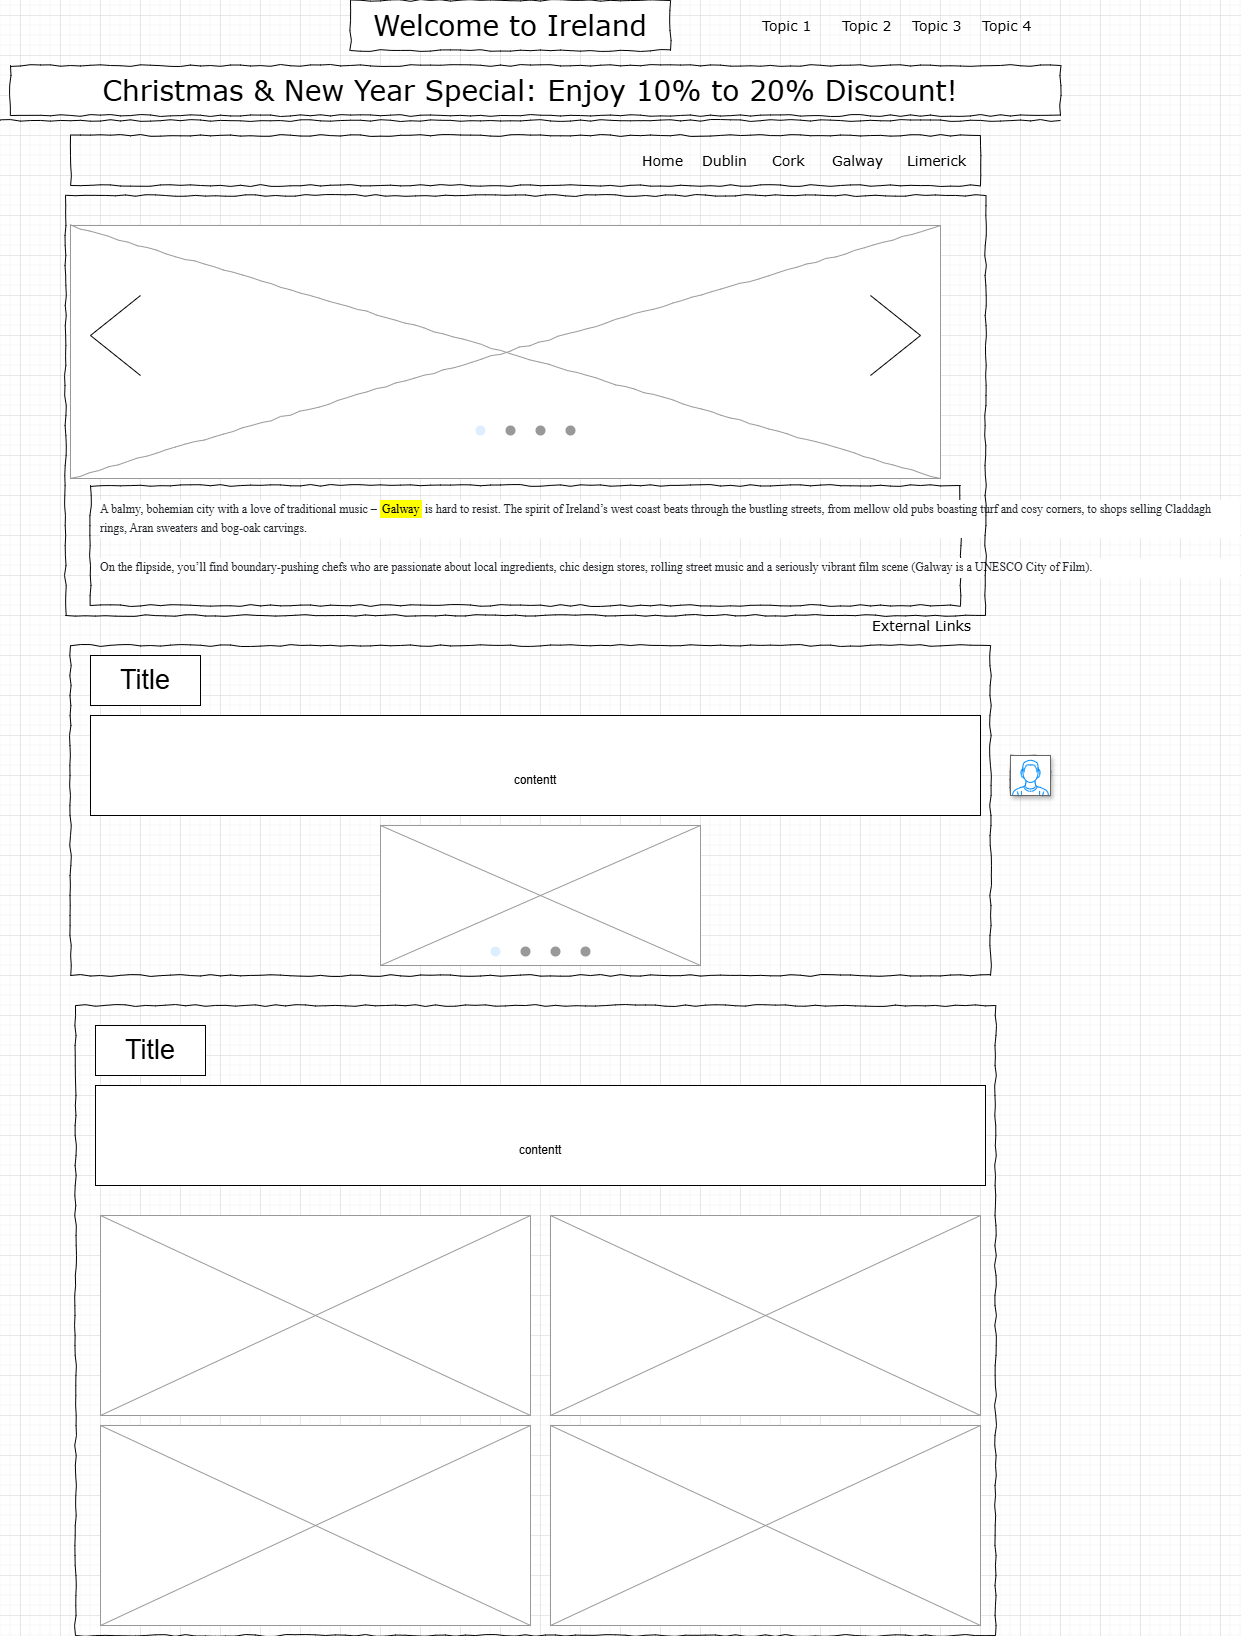 Welcome to Ireland
Topic 1 Topic 2 Topic 3 Topic 4
Christmas & New Year Special: Enjoy 10% to 20% Discount!
Home Dublin Cork Galway Limerick
A balmy, bohemian city with a love of traditional music – Galway is hard to resist. The spirit of Ireland’s west coast beats through the bustling streets, from mellow old pubs boasting turf and cosy corners, to shops selling Claddagh
rings, Aran sweaters and bog-oak carvings.
On the flipside, you’ll find boundary-pushing chefs who are passionate about local ingredients, chic design stores, rolling street music and a seriously vibrant film scene (Galway is a UNESCO City of Film).
External Links
Title
contentt
Title
contentt